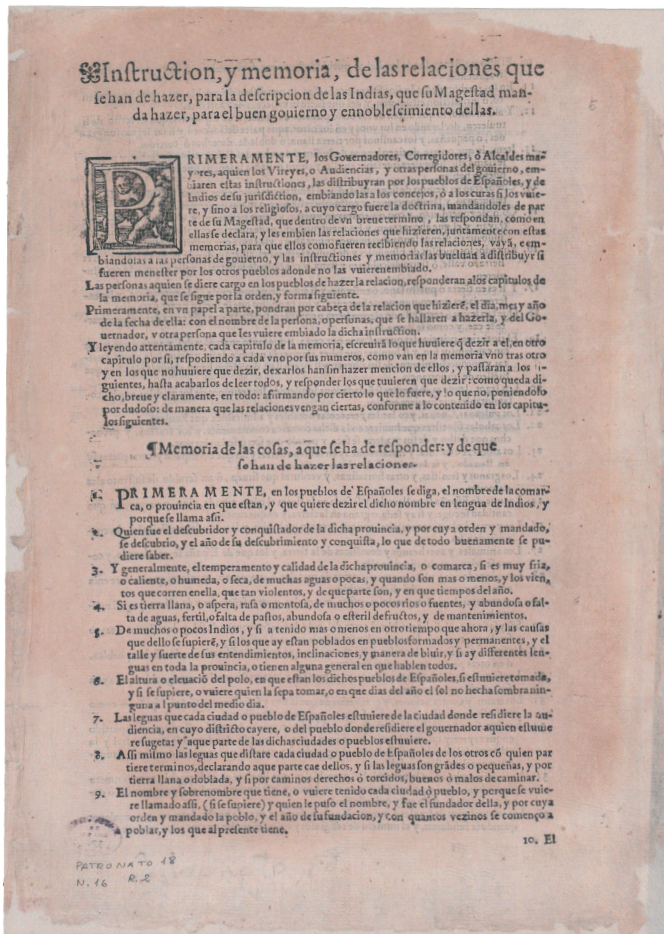 Instruction, y memoria, de las relacionēs que
se han de hazer, para la descripcion de las Indias, que su Magestad man-
da hazer, para el buen gouierno y ennoblescimiento dellas.
PRIMERAMENTE, los Gouernadores, Corregidores, ò Alcaldes ma-
yores, a quien los Vireyes, o Audiencias, y otras personas del gouierno, em-
biaren estas instructiones, las distribuyran por los pueblos de Españoles, y de
Indios de su jurisdiction, embiando las a los concejos, ò a los curas si los vuie-
re, y sino a los religiosos, a cuyo cargo fuere la doctrina, mandandoles de par
te de su Magestad, que dentro de vn breue termino, las respondan, como en
ellas se declara, y les embien las relaciones que hizieren, juntamente con estas
memorias, para que ellos como fueren recibiendo las relaciones, vayā, em-
biandolas a las personas de gouierno, y las instructiones y memorias las bueluan a distribuyr si
fueren menester por los otros pueblos adonde no las vuieren embiado.
Las personas a quien se diere cargo en los pueblos de hazer la relacion, responderan a los capitulos de
la memoria, que se sigue por la orden, y forma siguiente.
Primeramente, en vn papel a parte, pondran por cabeça de la relacion que hizierē, el dia, mes y año
de la fecha de ella: con el nombre de la persona, o personas, que se hallaren a hazerla, y del Go-
uernador, v otra persona que les vuiere embiado la dicha instruction.
Y leyendo attentamente, cada capitulo de la memoria, escreuirā lo que huuiere q̄ dezir a el, en otro
capitulo por si, respōdiendo a cada vno por sus numeros, como van en la memoria vno tras otro
y en los que no huuiere que dezir, dexarlos han sin hazer mencion de ellos, y passaran a los si-
guientes, hasta acabarlos de leer todos, y responder los que tuuieren que dezir: como queda di-
cho, breue y claramente, en todo: affirmando por cierto lo que lo fuere, y lo que no, poniendolo
por dudoso: de manera que las relaciones vengan ciertas, conforme a lo contenido en los capitu-
los siguientes.
¶Memoria de las cosas, a que se ha de responder: y de que
se han de hazer las relaciones.
1. PRIMERAMENTE, en los pueblos de Españoles se diga, el nombre de la comar-
ca, o prouincia en que estan, y que quiere dezir el dicho nombre en lengua de Indios, y
porque se llama assi.
2. Quien fue el descubridor y conquistador de la dicha prouincia, y por cuya orden y mandado,
se descubrio, y el año de su descubrimiento y conquista, lo que de todo buenamente se pu-
diere saber.
3. Y generalmente, el temperamento y calidad de la dicha prouincia, o comarca, si es muy fria,
o caliente, o humeda, o seca, de muchas aguas o pocas, y quando son mas o menos, y los vien-
tos que corren en ella, que tan violentos, y de que parte son, y en que tiempos del año.
4. Si es tierra llana, o aspera, rasa o montosa, de muchos o pocos rios o fuentes, y abundosa o fal-
ta de aguas, fertil, o falta de pastos, abundosa o esteril de fructos, y de mantenimientos.
5. De muchos o pocos Indios, y si a tenido mas o menos en otro tiempo que ahora, y las causas
que dello se supierē, y si los que ay estan poblados en pueblos formados y permanentes, y el
talle y suerte de sus entendimientos, inclinaciones, y manera de biuir, y si ay differentes len-
guas en toda la prouincia, o tienen alguna general en que hablen todos.
6. El altura o eleuaciō del polo, en que estan los dichos pueblos de Españoles, si estuuiere tomada,
y si se supiere, o vuiere quien la sepa tomar, o en que dias del año el sol no hecha sombra nin-
guna al punto del medio dia.
7. Las leguas que cada ciudad o pueblo de Españoles estuuiere de la ciudad donde residiere la au-
diencia, en cuyo districto cayere, o del pueblo donde residiere el gouernador aquien estuuie
re sugeta: y aque parte de las dichas ciudades o pueblos estuuiere.
8. Assi mismo las leguas que distare cada ciudad o pueblo de Españoles de los otros cō quien par
tiere terminos, declarando aque parte cae dellos, y si las leguas son grādes o pequeñas, y por
tierra llana o doblada, y si por caminos derechos ò torcidos, buenos ò malos de caminar.
9. El nombre y sobrenombre que tiene, o vuiere tenido cada ciudad ò pueblo, y porque se vuie-
re llamado assi, (si se supiere) y quien le puso el nombre, y fue el fundador della, y por cuya
orden y mandado la poblo, y el año de su fundacion, y con quantos vezinos se començo a
poblar, y los que al presente tiene.
10. El
PATRONATO 18
N. 16 R. 2